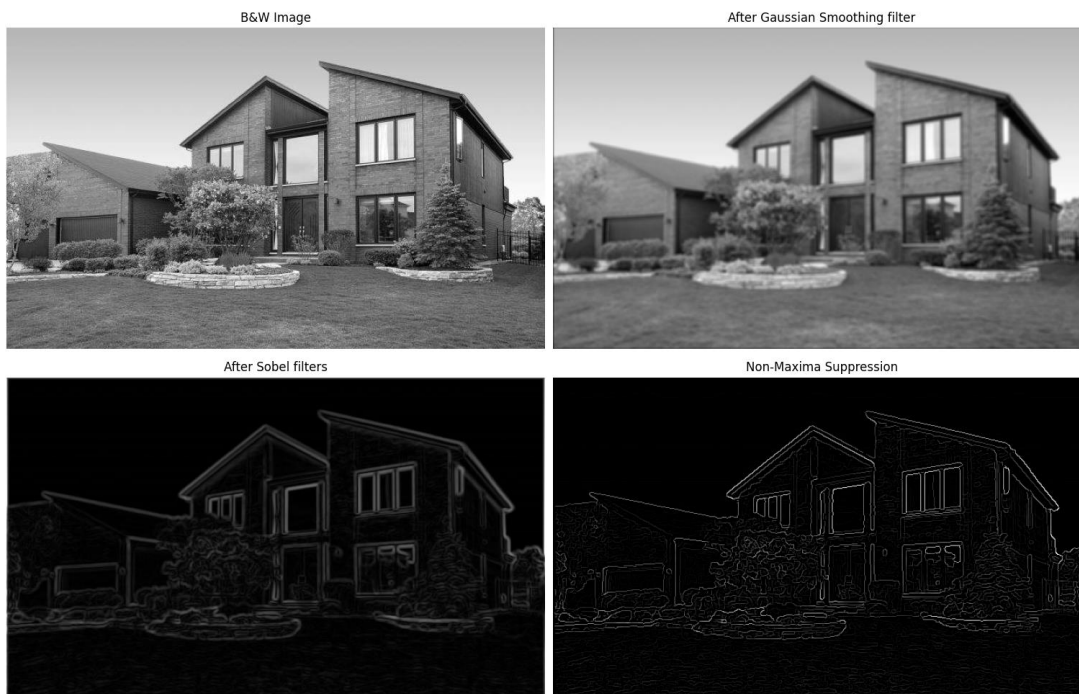 B&W Image
After Gaussian Smoothing filter
After Sobel filters
Non-Maxima Suppression